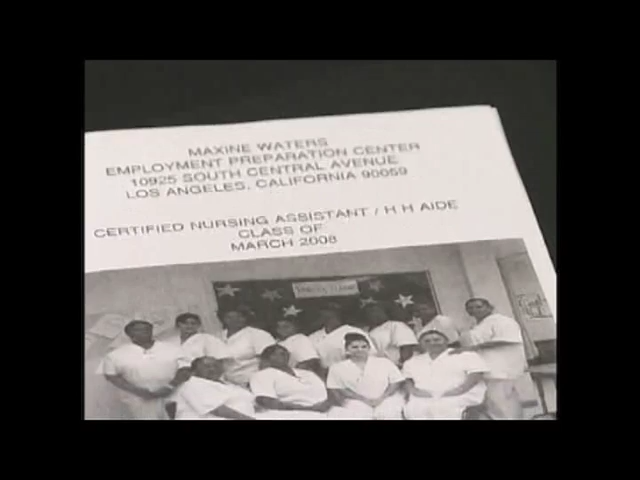 MAXINE WATERS
EMPLOYMENT PREPARATION CENTER
10925 SOUTH CENTRAL AVENUE
LOS ANGELES, CALIFORNIA 90059
CERTIFIED NURSING ASSISTANT / H H AIDE
CLASS OF
MARCH 2008